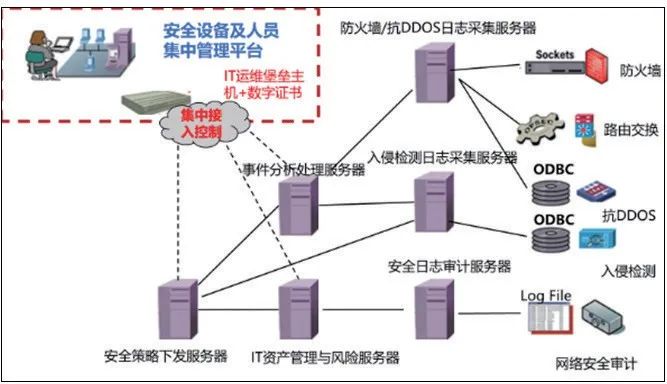 安全设备及人员
集中管理平台
IT运维堡垒主
机+数字证书
集中接
入控制
防火墙/抗DDOS日志采集服务器
Sockets
防火墙
OPSEC
路由交换
事件分析处理服务器
入侵检测日志采集服务器
ODBC
抗DDOS
ODBC
入侵检测
安全日志审计服务器
Log File
安全策略下发服务器
IT资产管理与风险服务器
网络安全审计